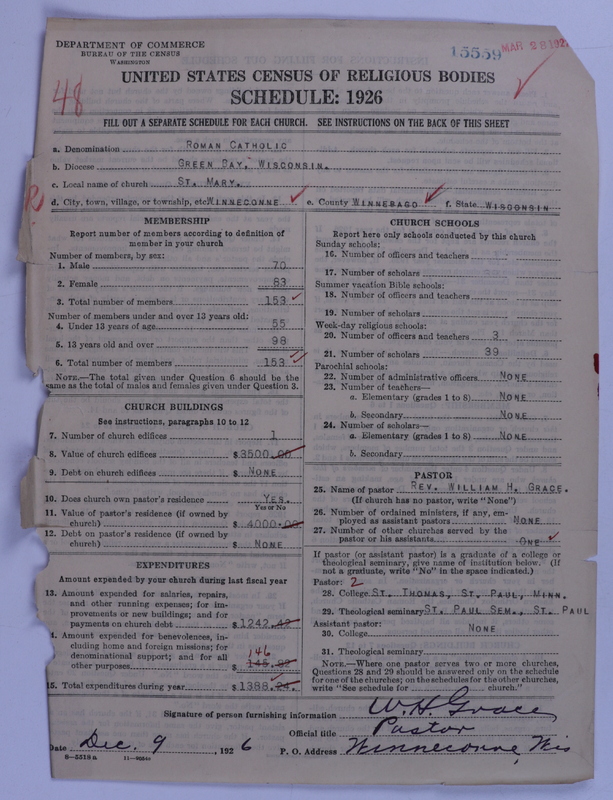 DEPARTMENT OF COMMERCE
BUREAU OF THE CENSUS
WASHINGTON
15559 MAR 28 192
48
UNITED STATES CENSUS OF RELIGIOUS BODIES
SCHEDULE: 1926
FILL OUT A SEPARATE SCHEDULE FOR EACH CHURCH. SEE INSTRUCTIONS ON THE BACK OF THIS SHEET
a. Denomination ROMAN CATHOLIC
b. Diocese GREEN BAY, WISCONSIN.
c. Local name of church ST. MARY.
d. City, town, village, or township, etc. WINNECONNE e. County WINNEBAGO f. State WISCONSIN
MEMBERSHIP
Report number of members according to definition of
member in your church
Number of members, by sex:
1. Male 70
2. Female 83
3. Total number of members 153
Number of members under and over 13 years old:
4. Under 13 years of age 55
5. 13 years old and over 98
6. Total number of members 153
NOTE.—The total given under Question 6 should be the
same as the total of males and females given under Question 3.
CHURCH BUILDINGS
See instructions, paragraphs 10 to 12
7. Number of church edifices 1
8. Value of church edifices $3500.00
9. Debt on church edifices $ NONE
10. Does church own pastor's residence YES.
Yes or No
11. Value of pastor's residence (if owned by
church) $ 4000.00
12. Debt on pastor's residence (if owned by
church) $ NONE
EXPENDITURES
Amount expended by your church during last fiscal year
13. Amount expended for salaries, repairs,
and other running expenses; for im-
provements or new buildings; and for
payments on church debt $1242.42
4. Amount expended for benevolences, in-
cluding home and foreign missions; for
denominational support; and for all 146
other purposes $ 145.82
15. Total expenditures during year $1388.24.
CHURCH SCHOOLS
Report here only schools conducted by this church
Sunday schools:
16. Number of officers and teachers
17. Number of scholars
Summer vacation Bible schools:
18. Number of officers and teachers
19. Number of scholars
Week-day religious schools:
20. Number of officers and teachers 3
21. Number of scholars 39
Parochial schools:
22. Number of administrative officers NONE
23. Number of teachers—
a. Elementary (grades 1 to 8) NONE
b. Secondary NONE
24. Number of scholars—
a. Elementary (grades 1 to 8) NONE
b. Secondary
PASTOR
25. Name of pastor REV. WILLIAM H. GRACE.
(If church has no pastor, write "None")
26. Number of ordained ministers, if any, em-
ployed as assistant pastors NONE
27. Number of other churches served by the
pastor or his assistants ONE
If pastor (or assistant pastor) is a graduate of a college or
theological seminary, give name of institution below. (If
not a graduate, write "No" in the space indicated.)
Pastor: 2
28. College ST. THOMAS, ST. PAUL, MINN.
29. Theological seminary ST. PAUL SEM., ST. PAUL
Assistant pastor:
30. College NONE
31. Theological seminary
NOTE.—Where one pastor serves two or more churches,
Questions 28 and 29 should be answered only on the schedule
for one of the churches; on the schedules for the other churches,
write "See schedule for church."
Signature of person furnishing information W. H. Grace
Official title Pastor
Date Dec. 9, 1926 P. O. Address Winneconne, Wis
8-5318a